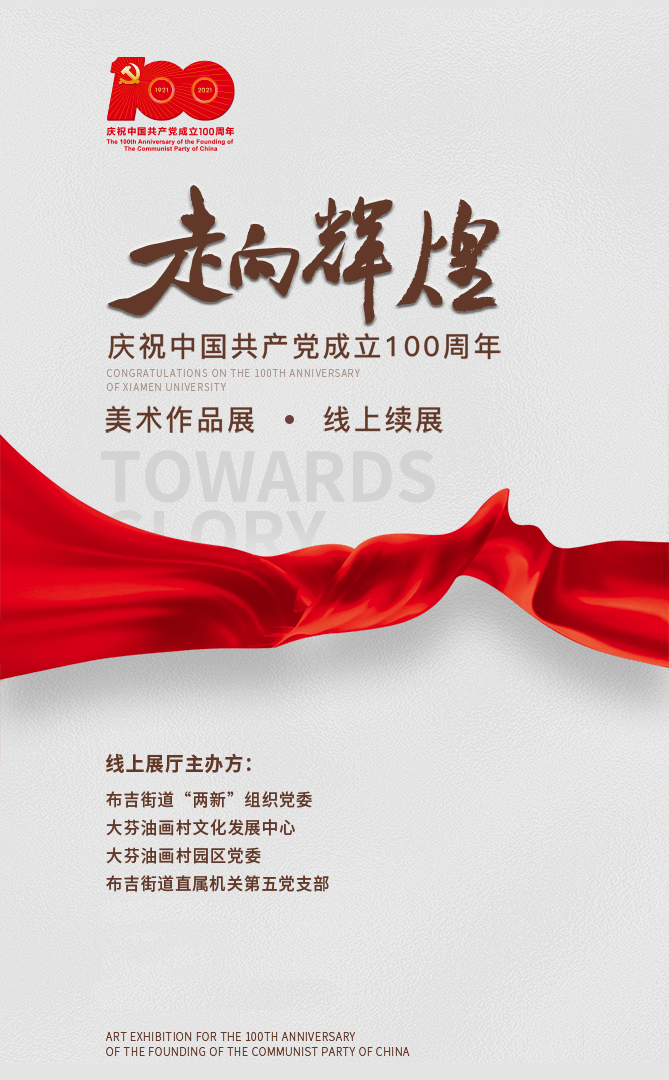 1921 2021
庆祝中国共产党成立100周年
The 100th Anniversary of the Founding of
The Communist Party of China
走向辉煌
庆祝中国共产党成立100周年
CONGRATULATIONS ON THE 100TH ANNIVERSARY
OF XIAMEN UNIVERSITY
美术作品展 • 线上续展
TOWARDS
GLORY
线上展厅主办方：
布吉街道“两新”组织党委
大芬油画村文化发展中心
大芬油画村园区党委
布吉街道直属机关第五党支部
ART EXHIBITION FOR THE 100TH ANNIVERSARY
OF THE FOUNDING OF THE COMMUNIST PARTY OF CHINA